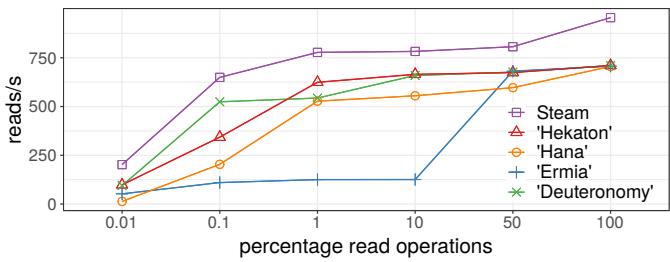 reads/s
750
500
250
0
Steam
'Hekaton'
'Hana'
'Ermia'
'Deuteronomy'
0.01 0.1 1 10 50 100
percentage read operations